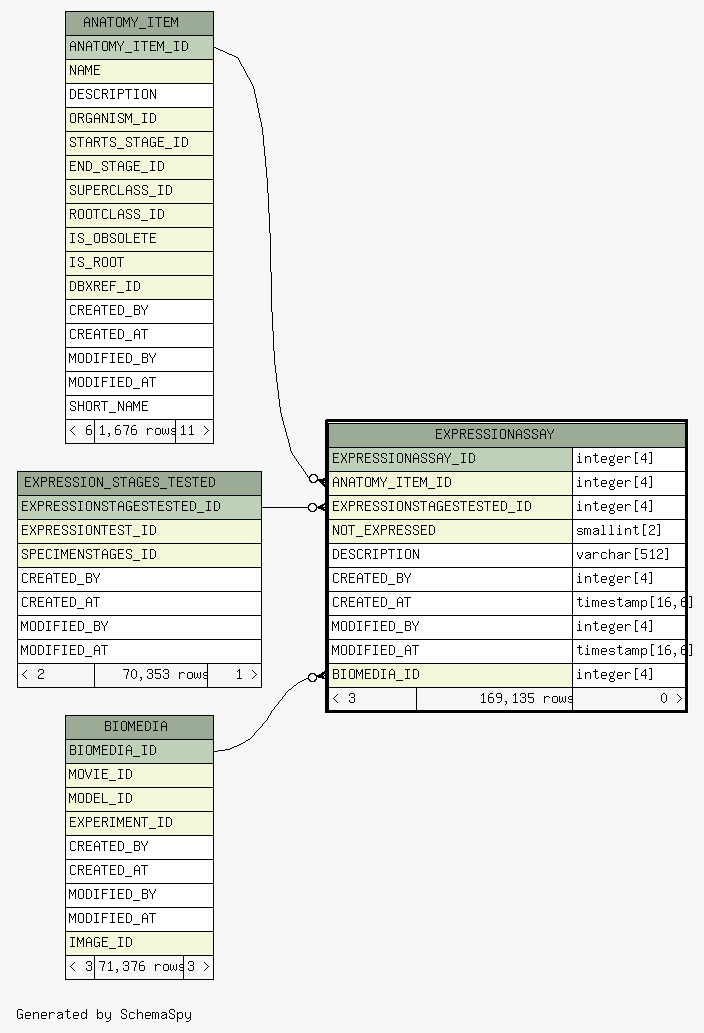 ANATOMY_ITEM
ANATOMY_ITEM_ID
NAME
DESCRIPTION
ORGANISM_ID
STARTS_STAGE_ID
END_STAGE_ID
SUPERCLASS_ID
ROOTCLASS_ID
IS_OBSOLETE
IS_ROOT
DBXREF_ID
CREATED_BY
CREATED_AT
MODIFIED_BY
MODIFIED_AT
SHORT_NAME
< 6 1,676 rows 11 >
EXPRESSION_STAGES_TESTED
EXPRESSIONSTAGESTESTED_ID
EXPRESSIONTEST_ID
SPECIMENSTAGES_ID
CREATED_BY
CREATED_AT
MODIFIED_BY
MODIFIED_AT
< 2 70,353 rows 1 >
BIOMEDIA
BIOMEDIA_ID
MOVIE_ID
MODEL_ID
EXPERIMENT_ID
CREATED_BY
CREATED_AT
MODIFIED_BY
MODIFIED_AT
IMAGE_ID
< 3 71,376 rows 3 >
EXPRESSIONASSAY
EXPRESSIONASSAY_ID integer[4]
ANATOMY_ITEM_ID integer[4]
EXPRESSIONSTAGESTESTED_ID integer[4]
NOT_EXPRESSED smallint[2]
DESCRIPTION varchar[512]
CREATED_BY integer[4]
CREATED_AT timestamp[16,6]
MODIFIED_BY integer[4]
MODIFIED_AT timestamp[16,6]
BIOMEDIA_ID integer[4]
< 3 169,135 rows 0 >
Generated by SchemaSpy